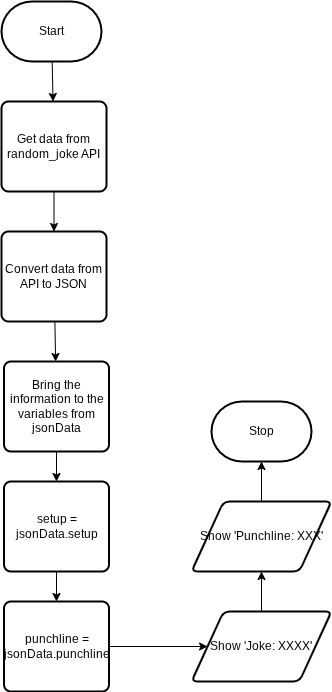 Start
Get data from
random_joke API
Convert data from
API to JSON
Bring the
information to the
variables from
jsonData
setup =
jsonData.setup
punchline =
jsonData.punchline
Show 'Joke: XXXX'
Show 'Punchline: XXX'
Stop